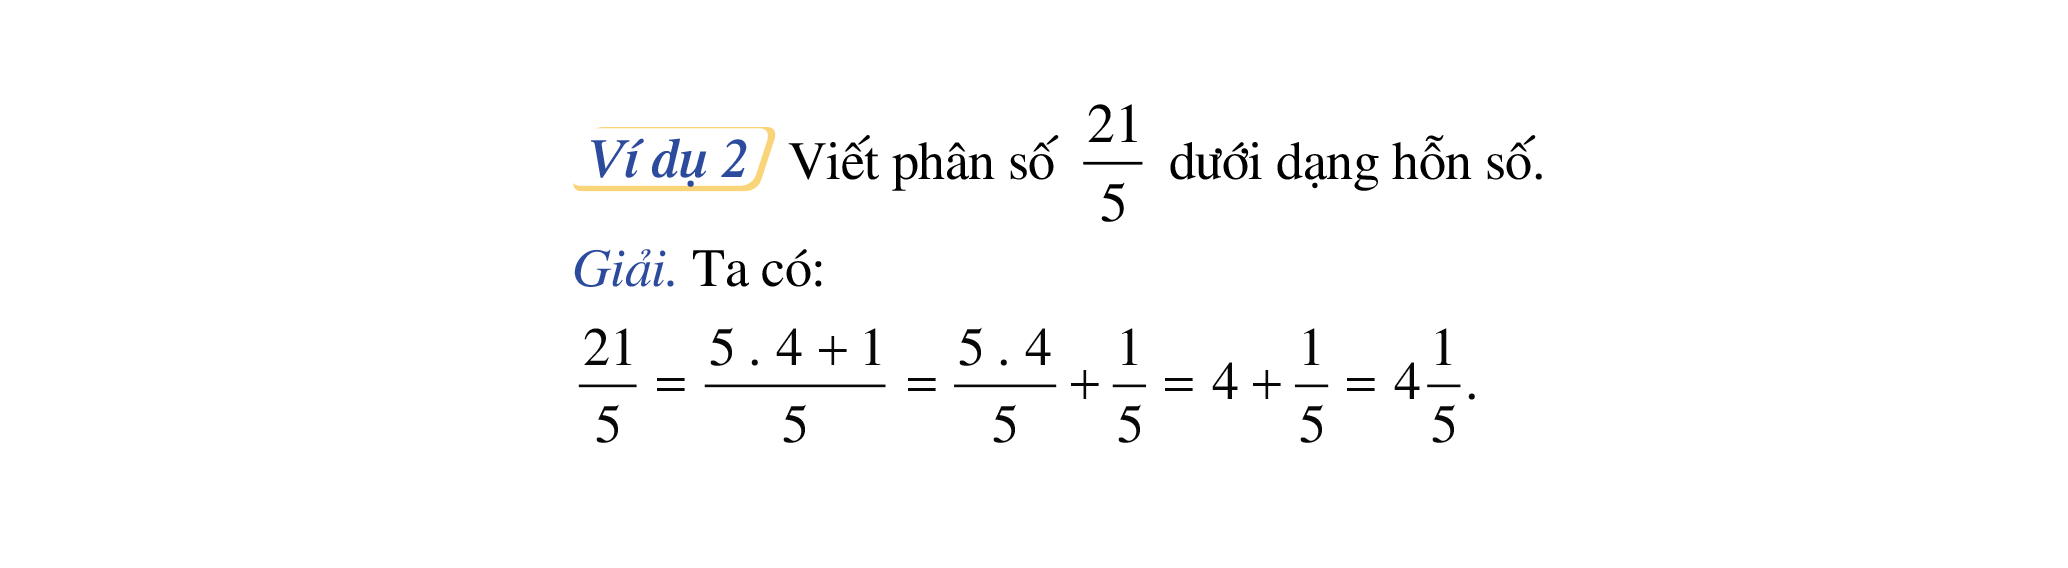 Ví dụ 2 Viết phân số 21/5 dưới dạng hỗn số.
Giải. Ta có:
21/5 = (5 . 4 + 1)/5 = (5 . 4)/5 + 1/5 = 4 + 1/5 = 4 1/5.